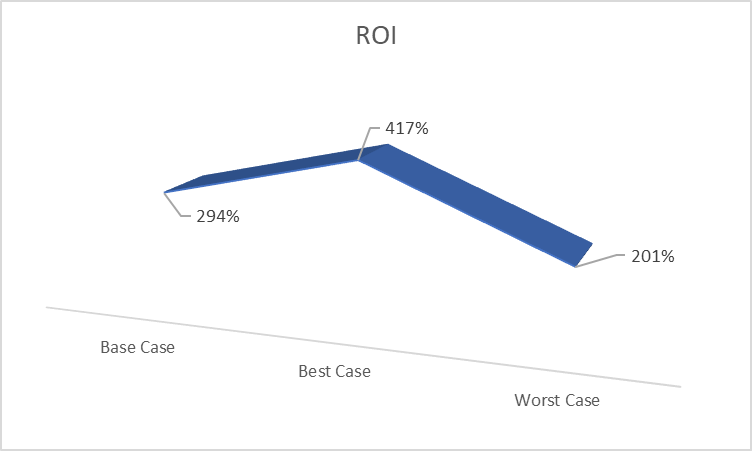 ROI
417%
294%
201%
Base Case
Best Case
Worst Case